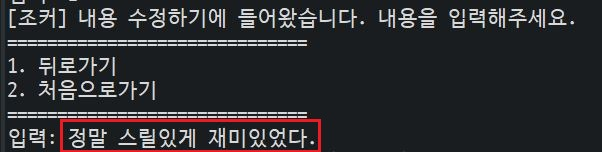 [조커] 내용 수정하기에 들어왔습니다. 내용을 입력해주세요.
==============================
1. 뒤로가기
2. 처음으로가기
==============================
입력: 정말 스릴있게 재미있었다.